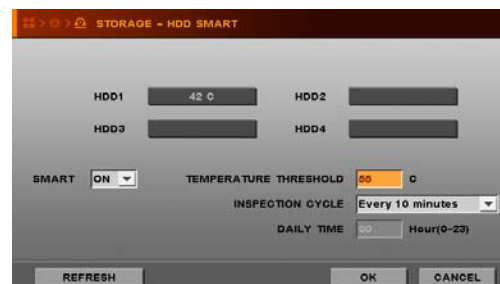 STORAGE - HDD SMART
HDD1 42 C HDD2
HDD3 HDD4
SMART ON TEMPERATURE THRESHOLD 55 C
INSPECTION CYCLE Every 10 minutes
DAILY TIME 00 Hour(0~23)
REFRESH OK CANCEL